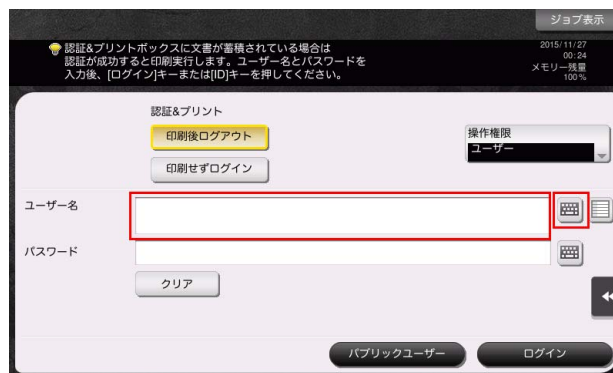 ジョブ表示
認証&プリントボックスに文書が蓄積されている場合は
認証が成功すると印刷実行します。ユーザー名とパスワードを
入力後、[ログイン]キーまたは[ID]キーを押してください。
2015/11/27
00:24
メモリー残量
100%
認証&プリント
印刷後ログアウト
操作権限
ユーザー
印刷せずログイン
ユーザー名
パスワード
クリア
パブリックユーザー
ログイン